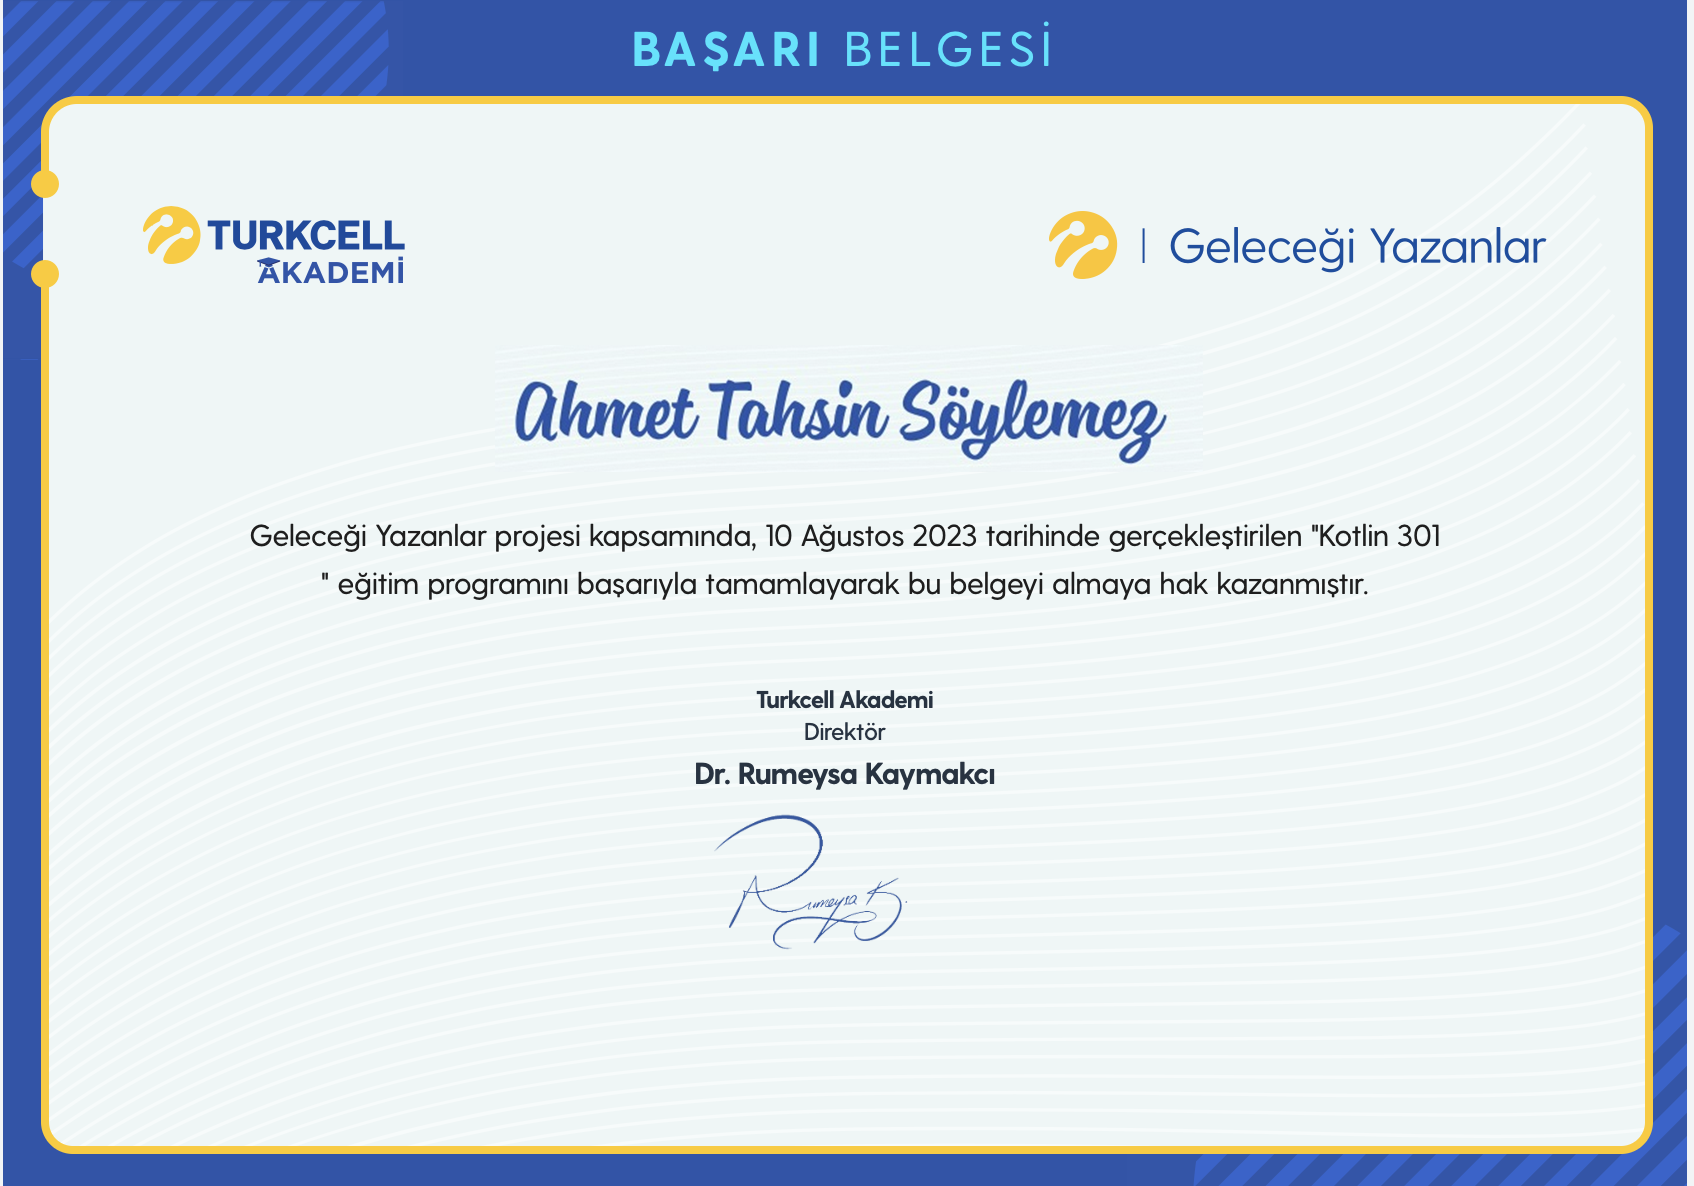 BAŞARI BELGESİ
TURKCELL
AKADEMİ
Geleceği Yazanlar
Ahmet Tahsin Söylemez
Geleceği Yazanlar projesi kapsamında, 10 Ağustos 2023 tarihinde gerçekleştirilen "Kotlin 301
" eğitim programını başarıyla tamamlayarak bu belgeyi almaya hak kazanmıştır.
Turkcell Akademi
Direktör
Dr. Rumeysa Kaymakcı
Rumeysa K.